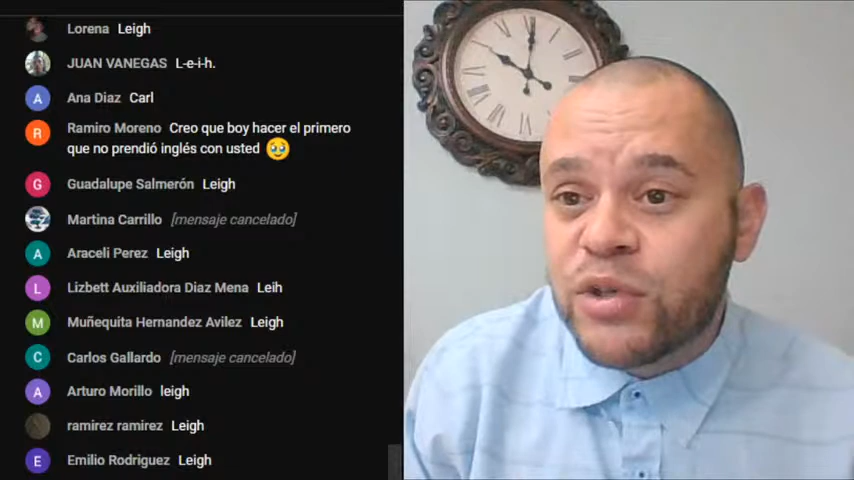 Lorena Leigh
JUAN VANEGAS L-e-i-h.
A Ana Diaz Carl
R Ramiro Moreno Creo que boy hacer el primero
que no prendió inglés con usted 🥹
G Guadalupe Salmerón Leigh
Martina Carrillo [mensaje cancelado]
A Araceli Perez Leigh
L Lizbett Auxiliadora Diaz Mena Leih
M Muñequita Hernandez Avilez Leigh
C Carlos Gallardo [mensaje cancelado]
A Arturo Morillo leigh
ramirez ramirez Leigh
E Emilio Rodriguez Leigh